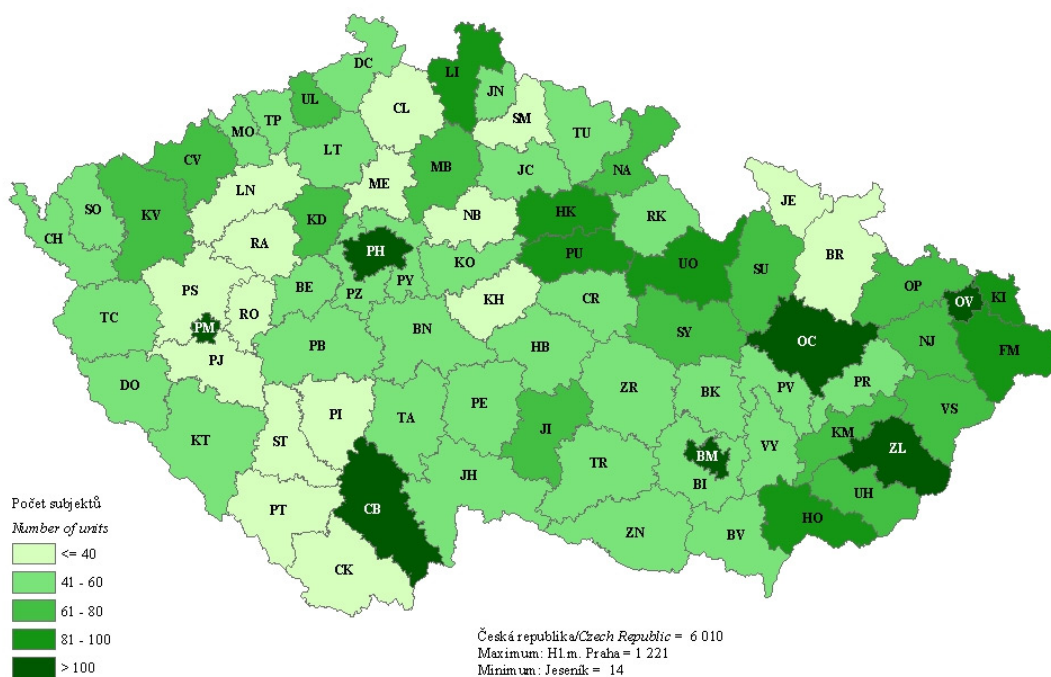 DC
LI
JN
UL
CL
SM
TP
MO
TU
LT
CV
MB
JC
NA
ME
LN
JE
SO
KV
KD
NB
HK
RK
CH
RA
PH
BR
KO
PU
UO
SU
PS
BE
PZ
PY
OP
OV
KI
RO
KH
CR
TC
PM
BN
SY
OC
NJ
FM
PB
HB
PJ
DO
ZR
BK
PV
PR
PI
TA
PE
VS
KT
ST
JI
KM
VY
BM
ZL
TR
BI
JH
UH
PT
CB
HO
ZN
BV
CK
Počet subjektů
Number of units
<= 40
41 - 60
61 - 80
81 - 100
> 100
Česká republika/Czech Republic = 6 010
Maximum: Hl.m. Praha = 1 221
Minimum: Jeseník = 14